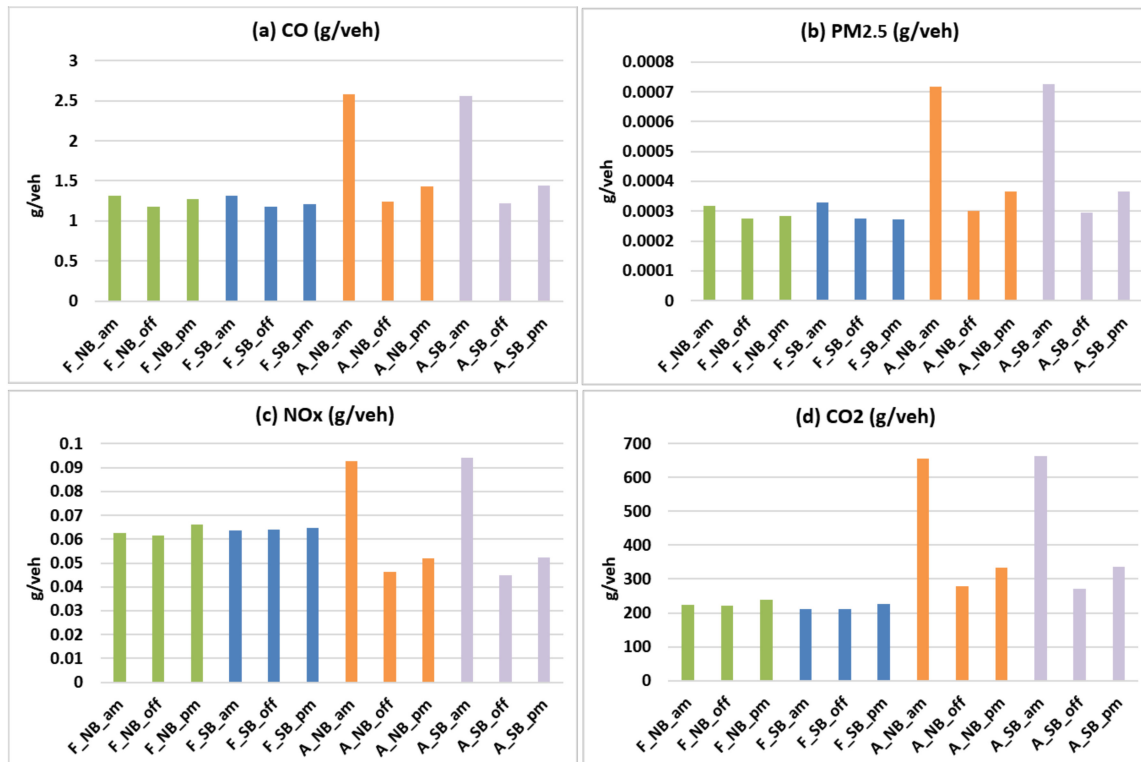 (a) CO (g/veh)
3
2.5
2
1.5
1
0.5
0
g/veh
F_NB_am
F_NB_off
F_NB_pm
F_SB_am
F_SB_off
F_SB_pm
A_NB_am
A_NB_off
A_NB_pm
A_SB_am
A_SB_off
A_SB_pm
(b) PM2.5 (g/veh)
0.0008
0.0007
0.0006
0.0005
0.0004
0.0003
0.0002
0.0001
0
g/veh
F_NB_am
F_NB_off
F_NB_pm
F_SB_am
F_SB_off
F_SB_pm
A_NB_am
A_NB_off
A_NB_pm
A_SB_am
A_SB_off
A_SB_pm
(c) NOx (g/veh)
0.1
0.09
0.08
0.07
0.06
0.05
0.04
0.03
0.02
0.01
0
g/veh
F_NB_am
F_NB_off
F_NB_pm
F_SB_am
F_SB_off
F_SB_pm
A_NB_am
A_NB_off
A_NB_pm
A_SB_am
A_SB_off
A_SB_pm
(d) CO2 (g/veh)
700
600
500
400
300
200
100
0
g/veh
F_NB_am
F_NB_off
F_NB_pm
F_SB_am
F_SB_off
F_SB_pm
A_NB_am
A_NB_off
A_NB_pm
A_SB_am
A_SB_off
A_SB_pm